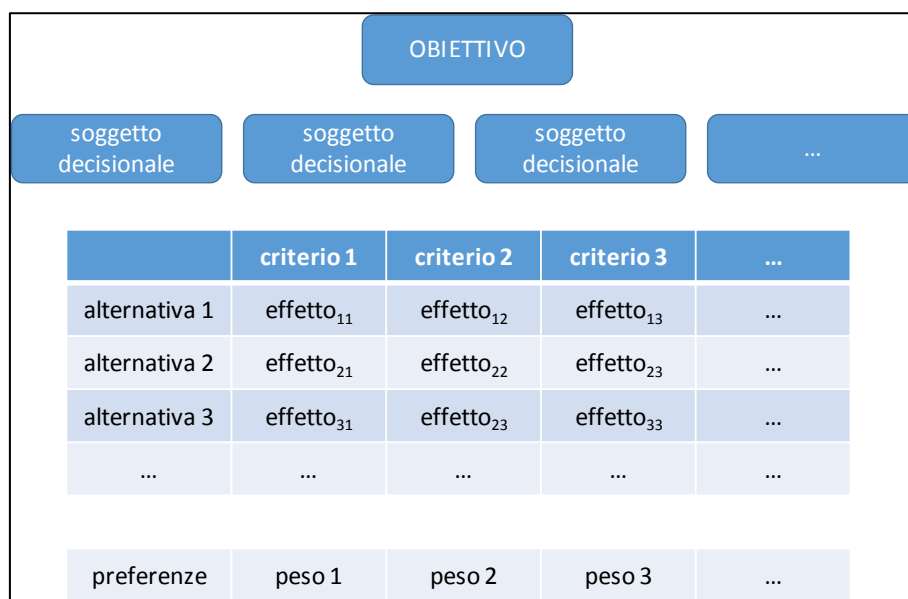 OBIETTIVO
soggetto decisionale soggetto decisionale soggetto decisionale ...
criterio 1 criterio 2 criterio 3 ...
alternativa 1 effetto₁₁ effetto₁₂ effetto₁₃ ...
alternativa 2 effetto₂₁ effetto₂₂ effetto₂₃ ...
alternativa 3 effetto₃₁ effetto₂₃ effetto₃₃ ...
... ... ... ... ...
preferenze peso 1 peso 2 peso 3 ...